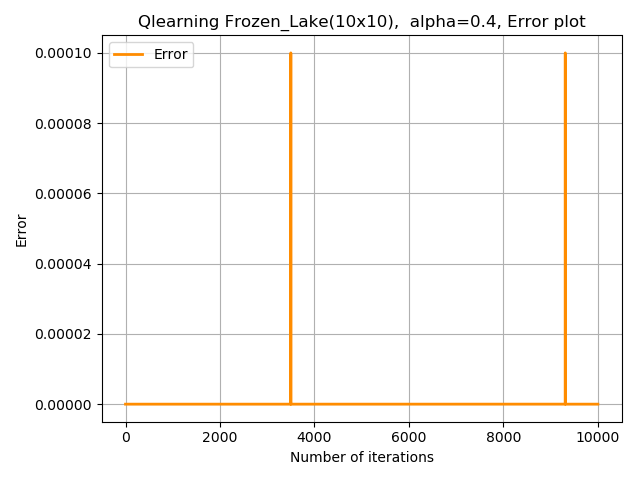 Qlearning Frozen_Lake(10x10),  alpha=0.4, Error plot
Error
0.00010
0.00008
0.00006
0.00004
0.00002
0.00000
Error
0 2000 4000 6000 8000 10000
Number of iterations